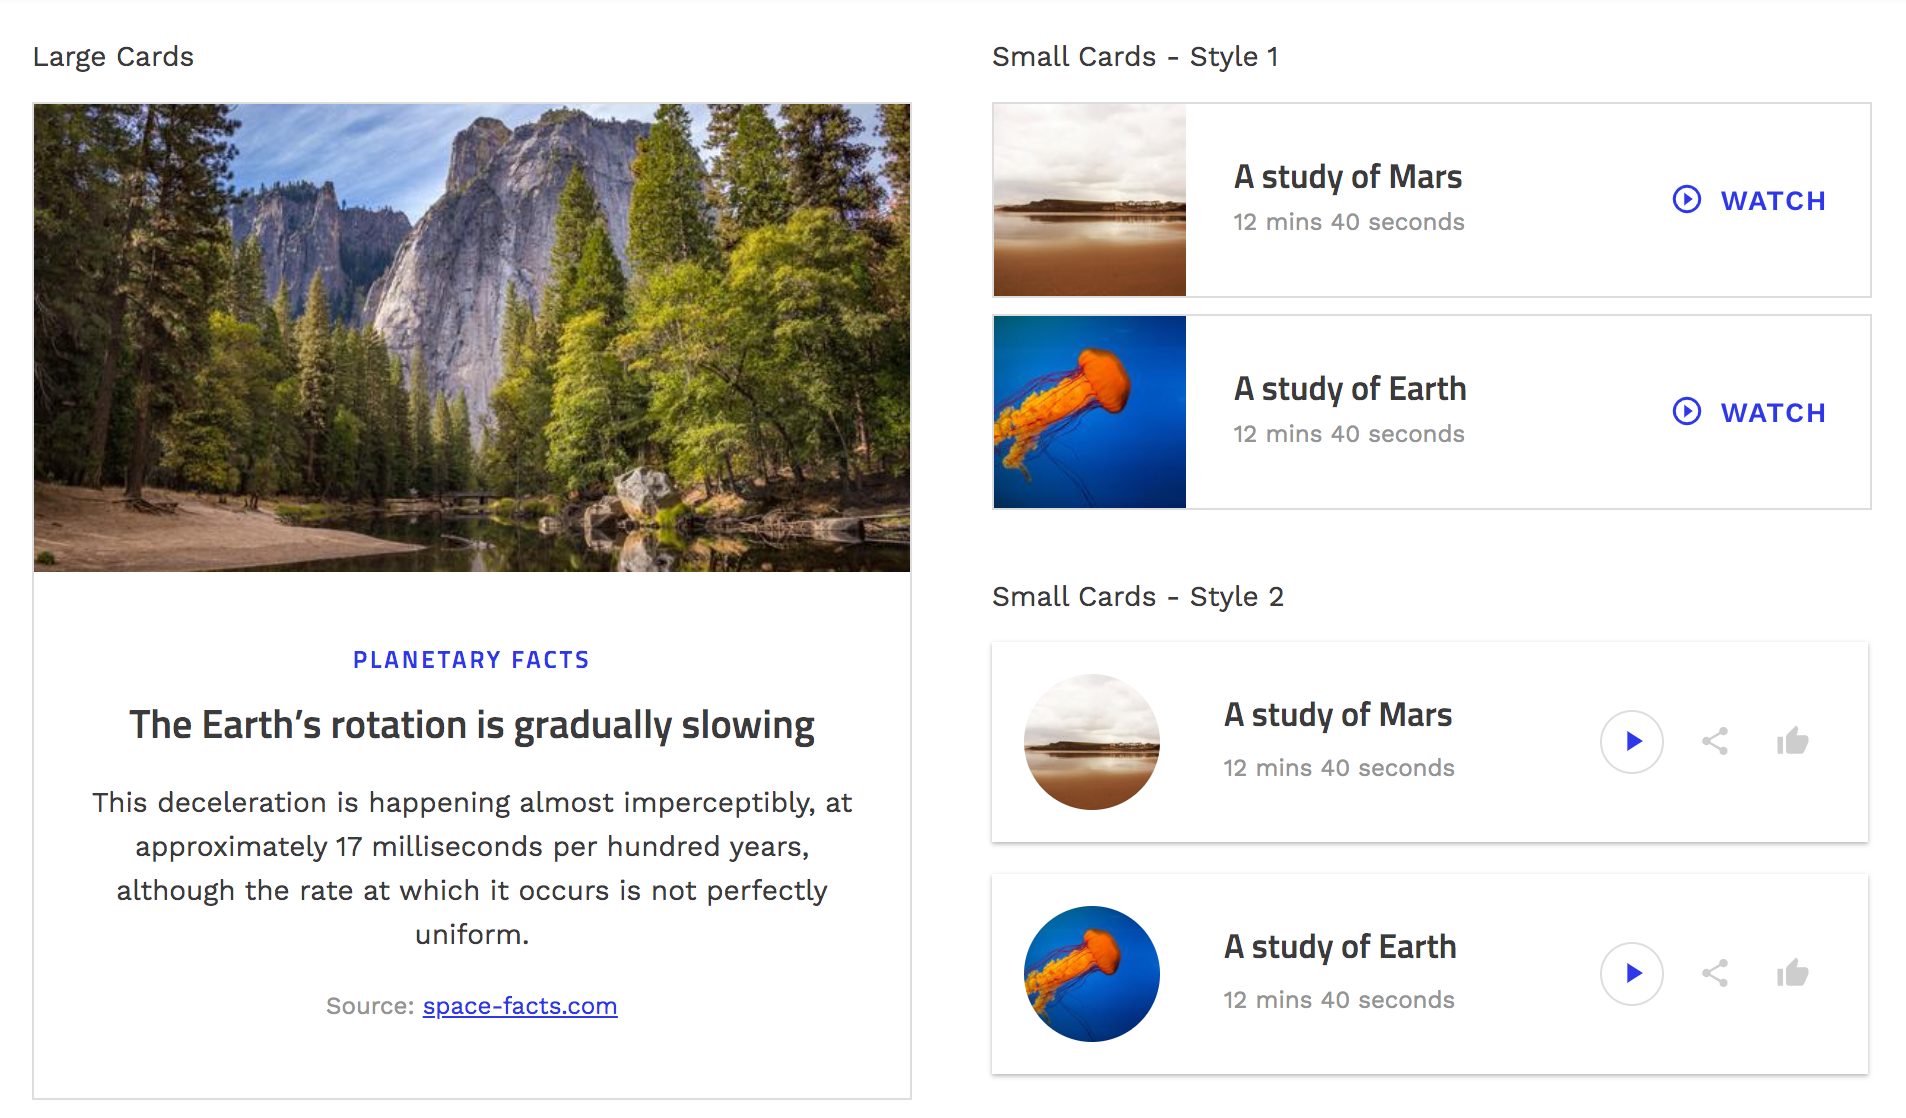 Large Cards
PLANETARY FACTS
The Earth’s rotation is gradually slowing
This deceleration is happening almost imperceptibly, at
approximately 17 milliseconds per hundred years,
although the rate at which it occurs is not perfectly
uniform.
Source: space-facts.com
Small Cards - Style 1
A study of Mars
12 mins 40 seconds
WATCH
A study of Earth
12 mins 40 seconds
WATCH
Small Cards - Style 2
A study of Mars
12 mins 40 seconds
A study of Earth
12 mins 40 seconds